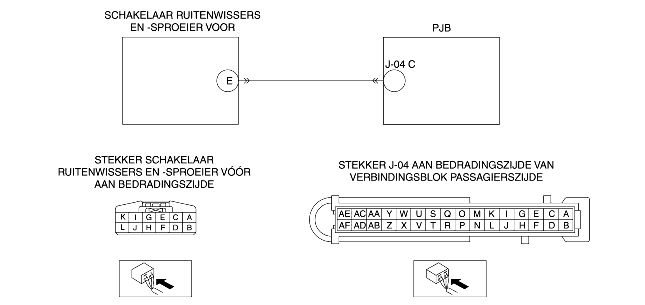 SCHAKELAAR RUITENWISSERS
EN -SPROEIER VOOR
PJB
J-04 C
E
STEKKER SCHAKELAAR
RUITENWISSERS EN -SPROEIER VÓÓR
AAN BEDRADINGSZIJDE
STEKKER J-04 AAN BEDRADINGSZIJDE VAN
VERBINDINGSBLOK PASSAGIERSZIJDE
K I G E C A
L J H F D B
AE AC AA Y W U S Q O M K I G E C A
AF AD AB Z X V T R P N L J H F D B